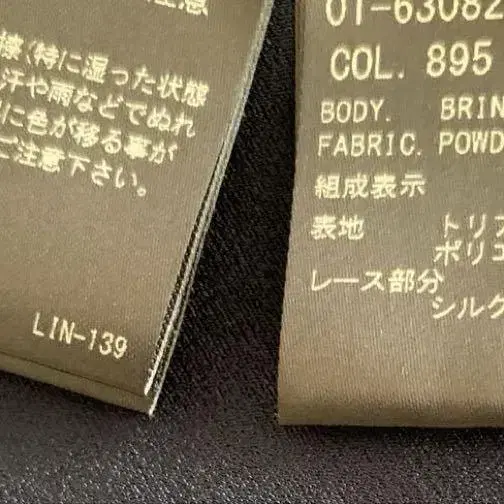 注意
様(特に湿った状態
汗や雨などでぬれ
に色が移る事が
ご注意下さい。
LIN-139
01-63082
COL. 895
BODY. BRIN
FABRIC. POWD
組成表示
表地 トリア
ポリエ
レース部分
シルク